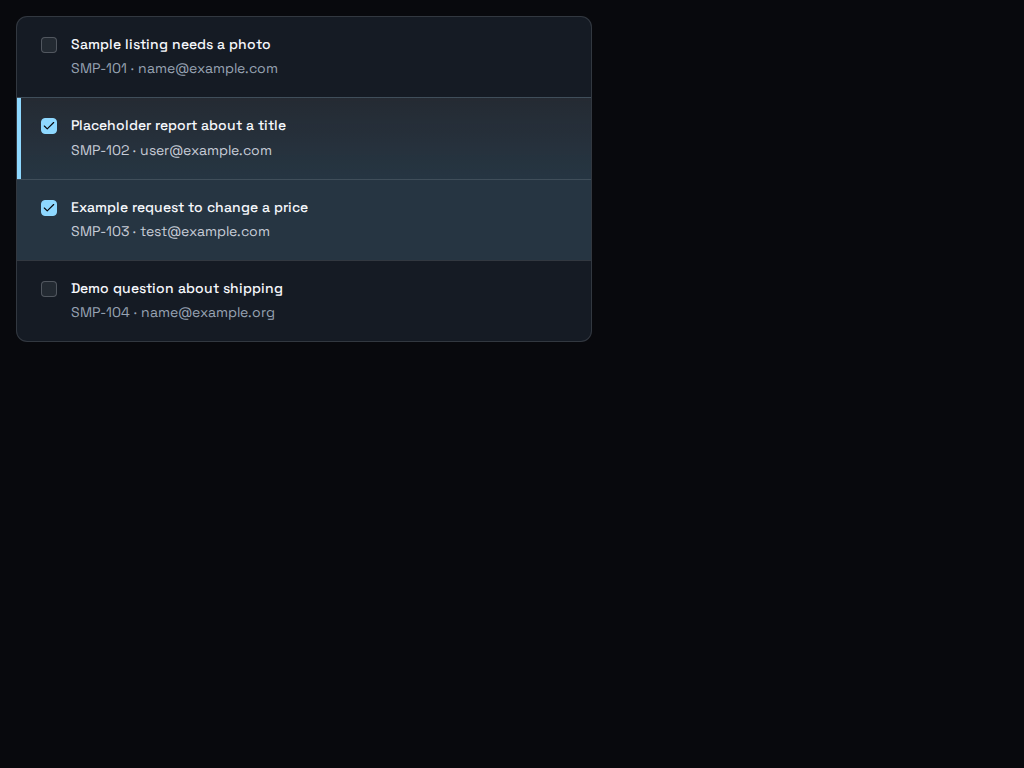 Sample listing needs a photo
SMP-101 · name@example.com
Placeholder report about a title
SMP-102 · user@example.com
Example request to change a price
SMP-103 · test@example.com
Demo question about shipping
SMP-104 · name@example.org